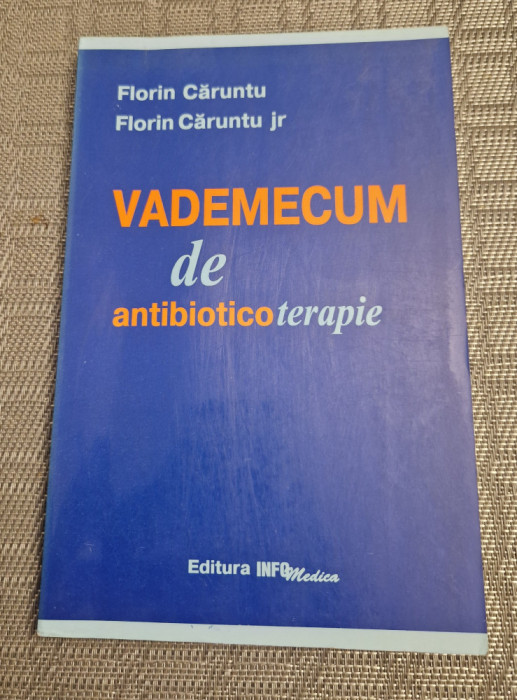 Florin Căruntu
Florin Căruntu jr
VADEMECUM
de
antibioticoterapie
Editura INFOMedica